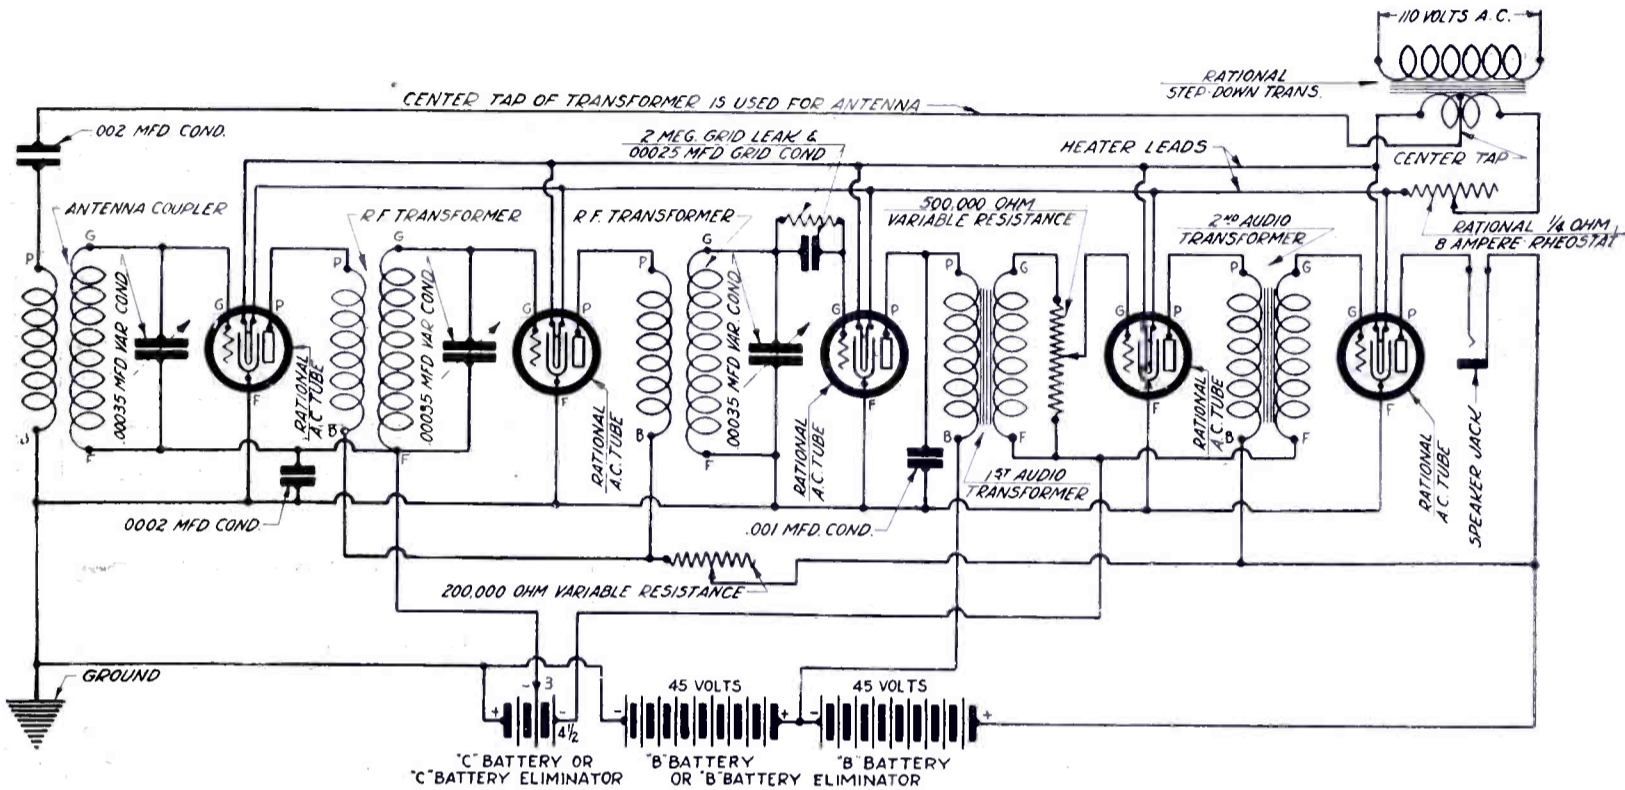 110 VOLTS A.C.
RATIONAL
STEP-DOWN TRANS.
CENTER TAP OF TRANSFORMER IS USED FOR ANTENNA
.002 MFD COND.
2 MEG. GRID LEAK &
.00025 MFD GRID COND
HEATER LEADS
CENTER TAP
ANTENNA COUPLER
R F TRANSFORMER
R F. TRANSFORMER
500,000 OHM
VARIABLE RESISTANCE
2ND AUDIO
TRANSFORMER
RATIONAL 1/4 OHM
8 AMPERE RHEOSTAT
P
G
.00035 MFD VAR COND.
G
P
F
RATIONAL
A.C. TUBE
B
F
P
G
.00035 MFD VAR COND.
G
P
F
RATIONAL
A.C. TUBE
B
F
P
G
.00035 MFD VAR. COND.
G
P
F
RATIONAL
A.C. TUBE
B
F
P
G
G
P
F
RATIONAL
A.C. TUBE
B
F
P
G
G
P
F
RATIONAL
A.C. TUBE
B
F
SPEAKER JACK
1ST AUDIO
TRANSFORMER
.0002 MFD COND.
.001 MFD. COND.
200,000 OHM VARIABLE RESISTANCE
GROUND
+
- 3
-
4 1/2
-
45 VOLTS
+
-
45 VOLTS
+
"C" BATTERY OR
"C" BATTERY ELIMINATOR
"B" BATTERY
OR "B" BATTERY ELIMINATOR
"B" BATTERY